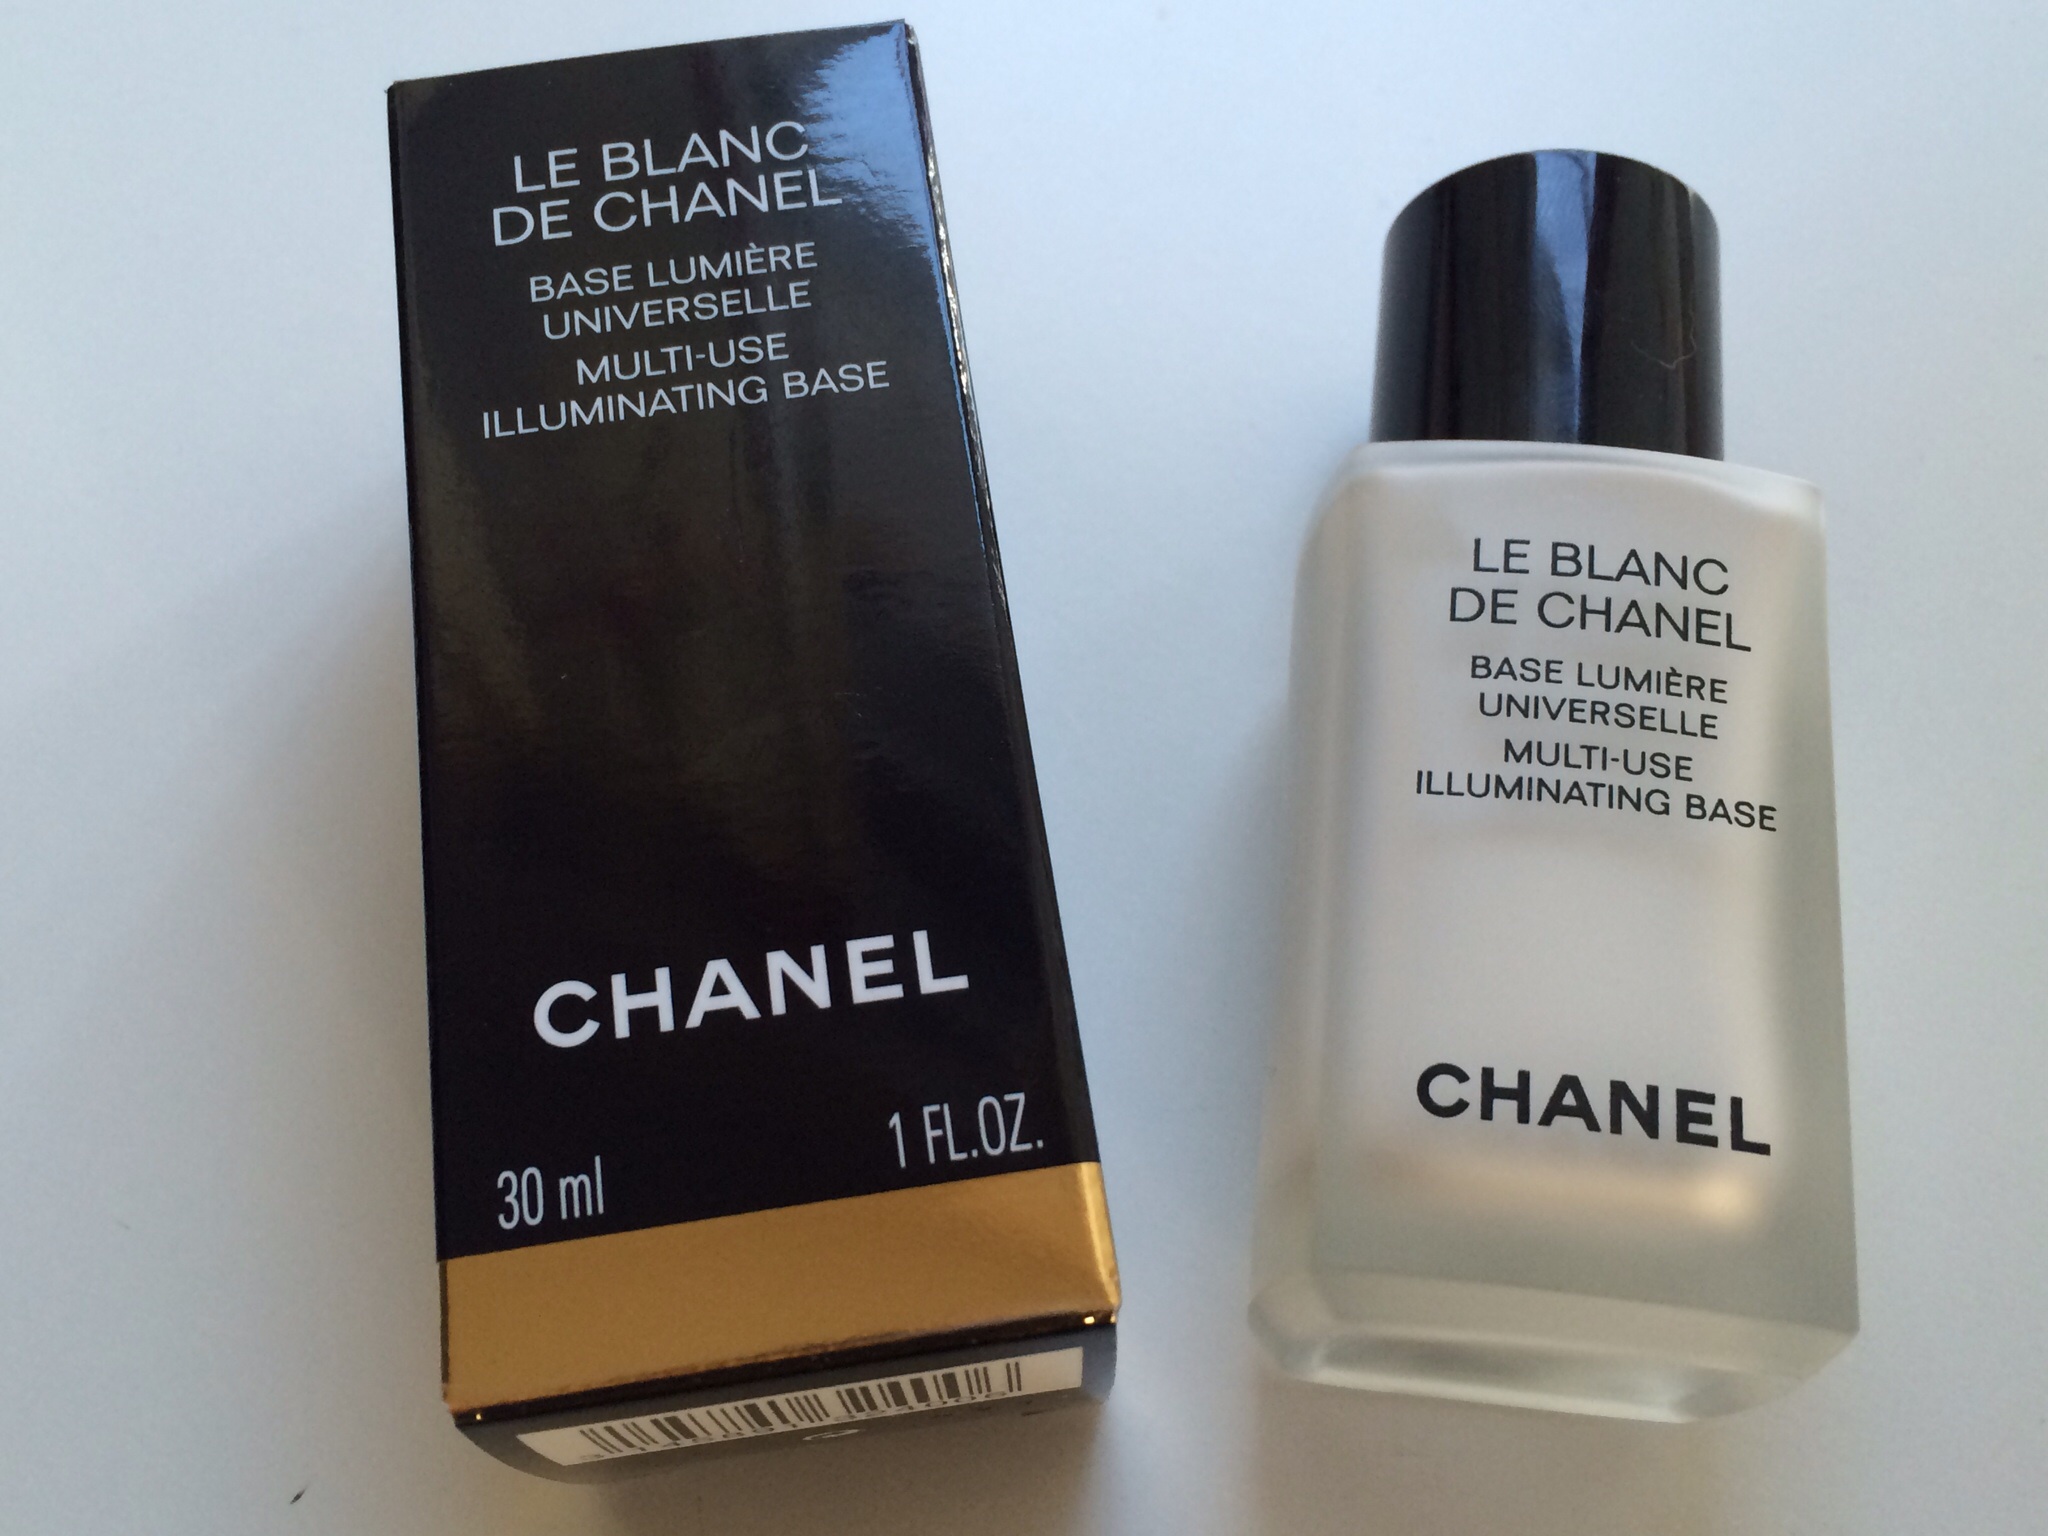 LE BLANC
DE CHANEL
BASE LUMIÈRE
UNIVERSELLE
MULTI-USE
ILLUMINATING BASE
CHANEL
30 ml
1 FL.OZ.
LE BLANC
DE CHANEL
BASE LUMIÈRE
UNIVERSELLE
MULTI-USE
ILLUMINATING BASE
CHANEL